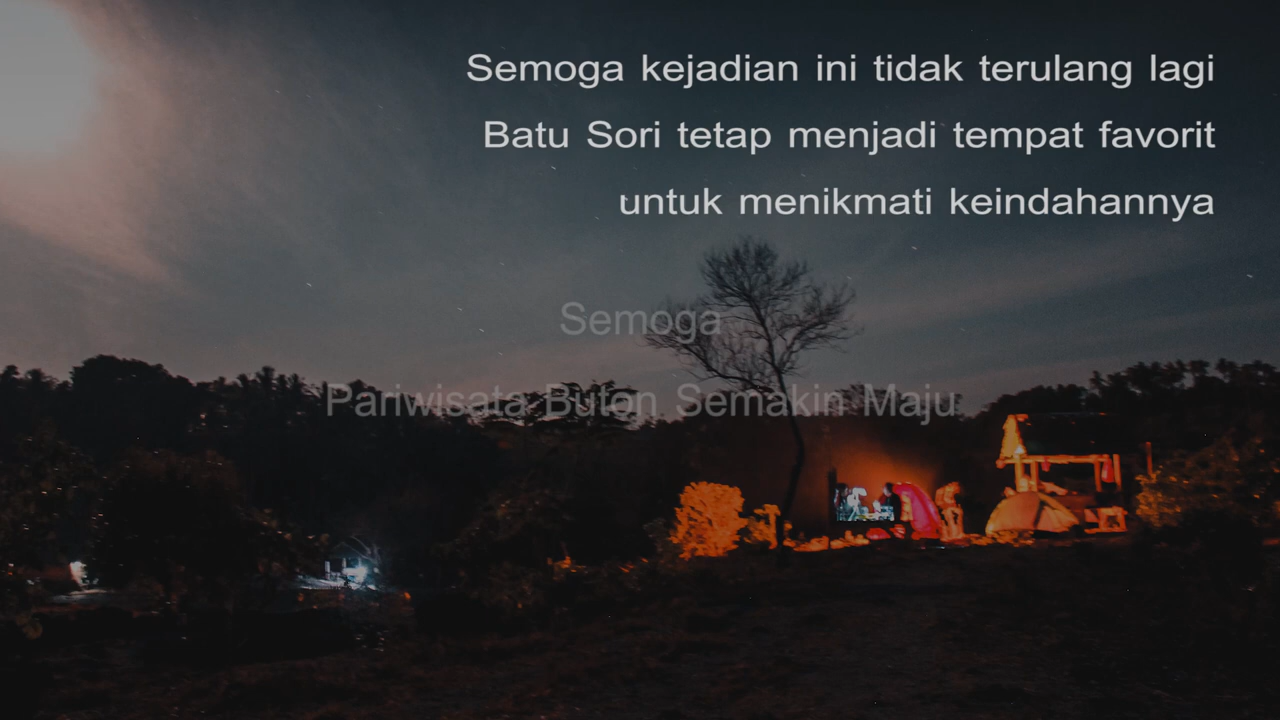 Semoga kejadian ini tidak terulang lagi
Batu Sori tetap menjadi tempat favorit
untuk menikmati keindahannya
Semoga
Pariwisata Buton Semakin Maju